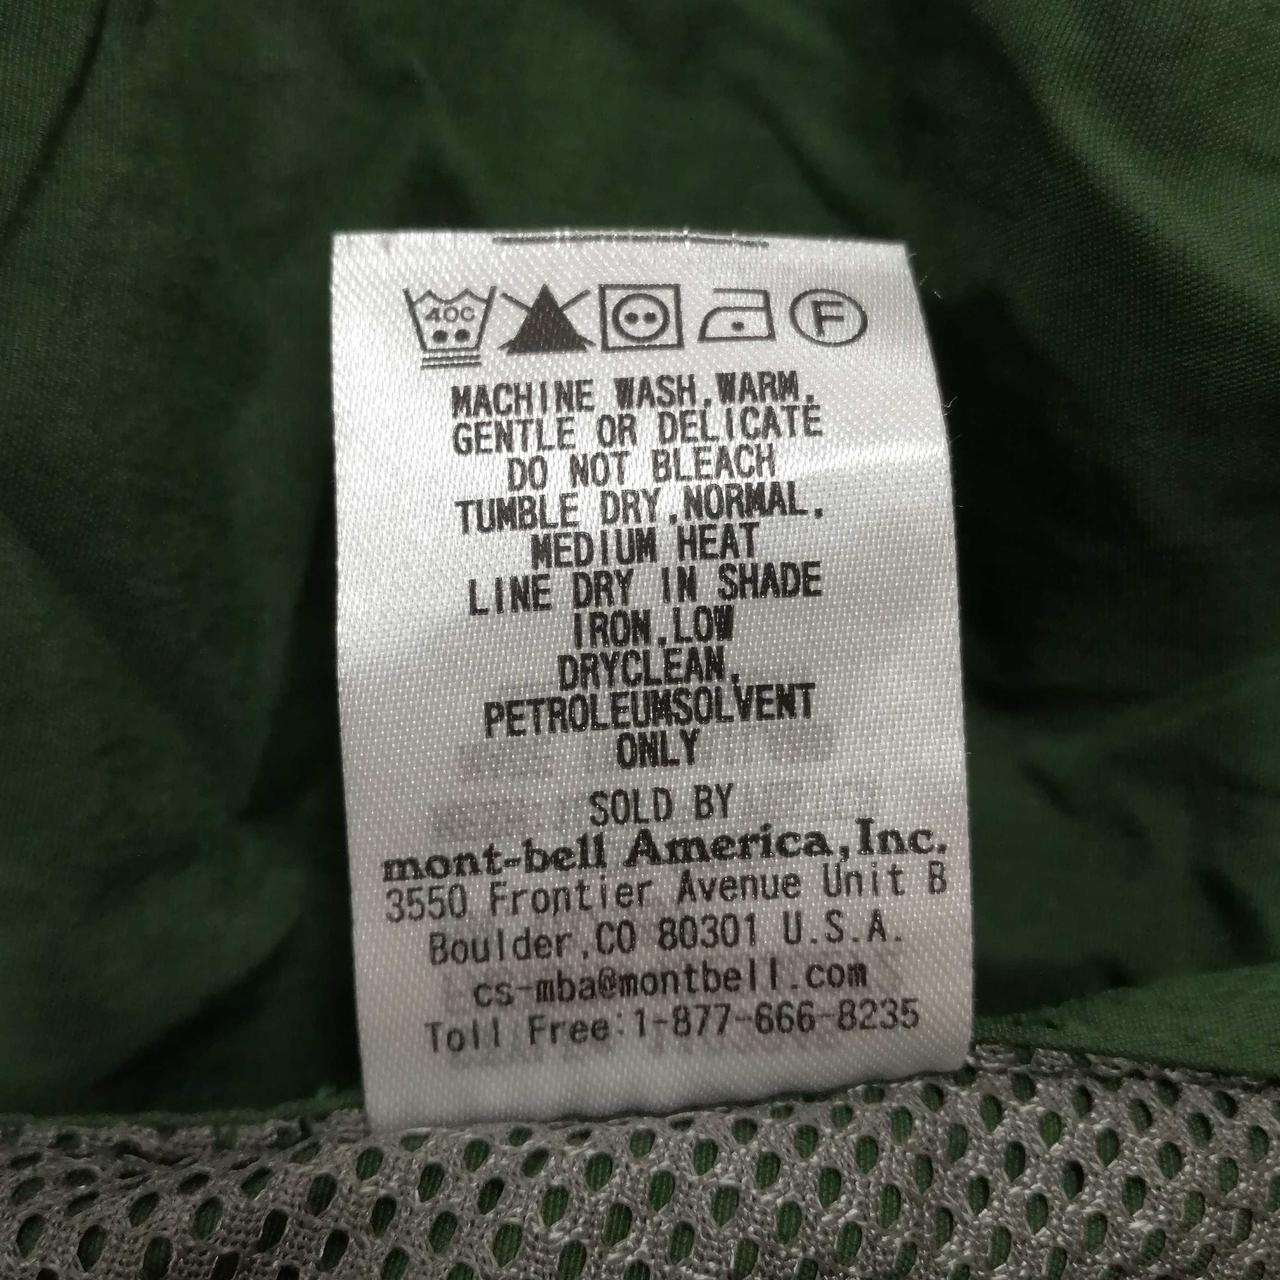 40C
F
MACHINE WASH,WARM,
GENTLE OR DELICATE
DO NOT BLEACH
TUMBLE DRY,NORMAL,
MEDIUM HEAT
LINE DRY IN SHADE
IRON,LOW
DRYCLEAN,
PETROLEUMSOLVENT
ONLY
SOLD BY
mont-bell America,Inc.
3550 Frontier Avenue Unit B
Boulder,CO 80301 U.S.A.
cs-mba@montbell.com
Toll Free:1-877-666-8235